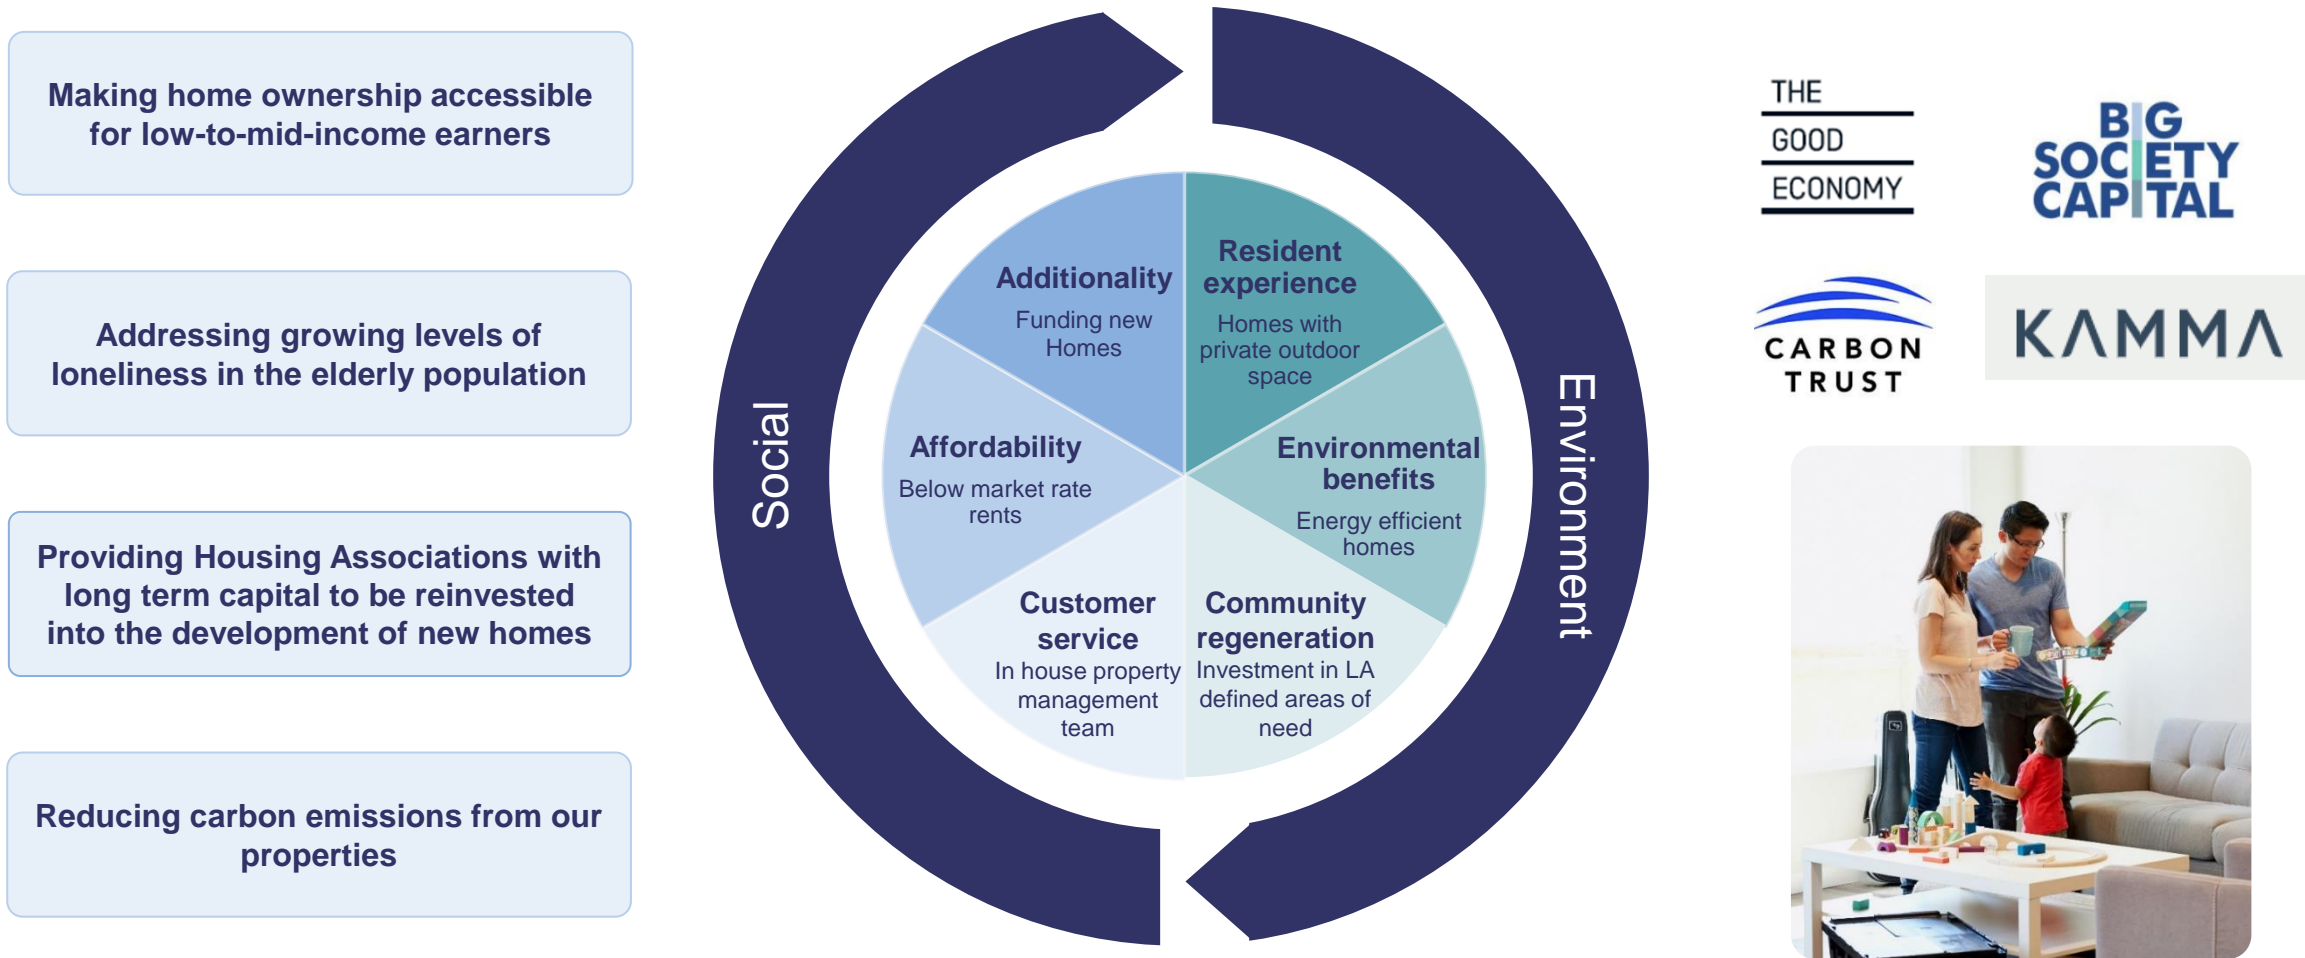 Making home ownership accessible
for low-to-mid-income earners
Addressing growing levels of
loneliness in the elderly population
Providing Housing Associations with
long term capital to be reinvested
into the development of new homes
Reducing carbon emissions from our
properties
Social
Environment
Additionality
Funding new
Homes
Resident
experience
Homes with
private outdoor
space
Affordability
Below market rate
rents
Environmental
benefits
Energy efficient
homes
Customer
service
In house property
management
team
Community
regeneration
Investment in LA
defined areas of
need
THE
GOOD
ECONOMY
BIG
SOCIETY
CAPITAL
CARBON
TRUST
KAMMA